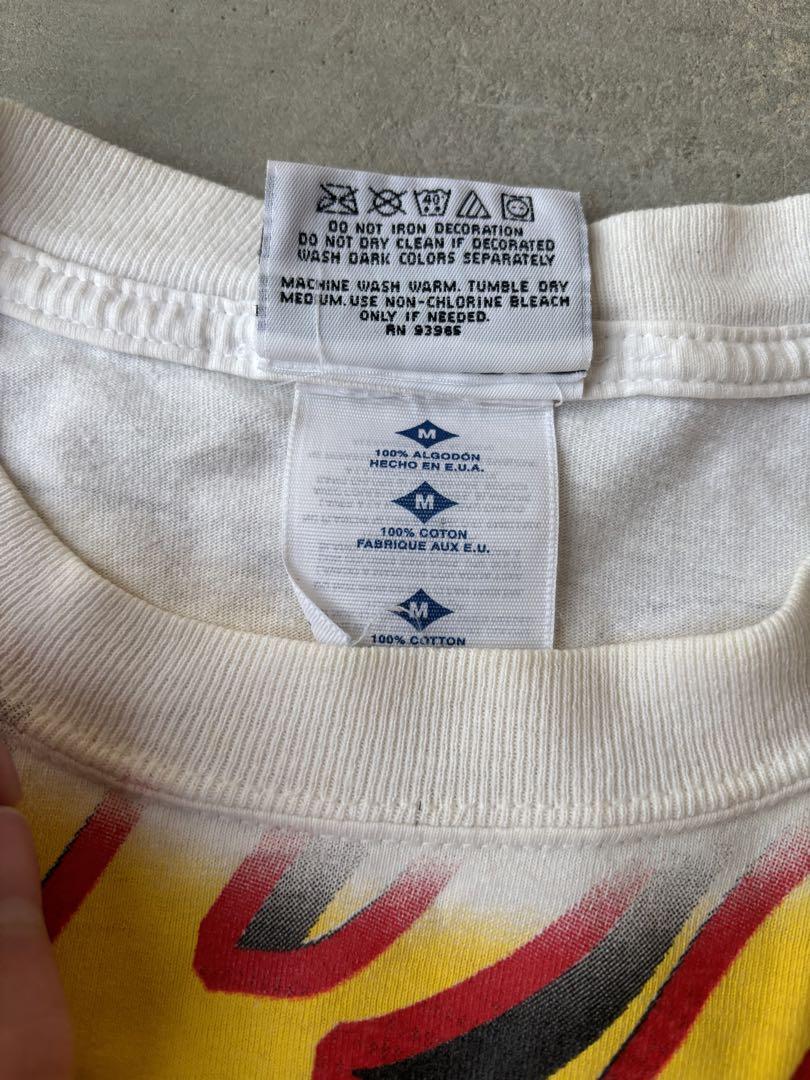 40
DO NOT IRON DECORATION
DO NOT DRY CLEAN IF DECORATED
WASH DARK COLORS SEPARATELY
MACHINE WASH WARM. TUMBLE DRY
MEDIUM. USE NON-CHLORINE BLEACH
ONLY IF NEEDED.
RN 93965
M
100% ALGODÓN
HECHO EN E.U.A.
M
100% COTON
FABRIQUE AUX E.U.
M
100% COTTON